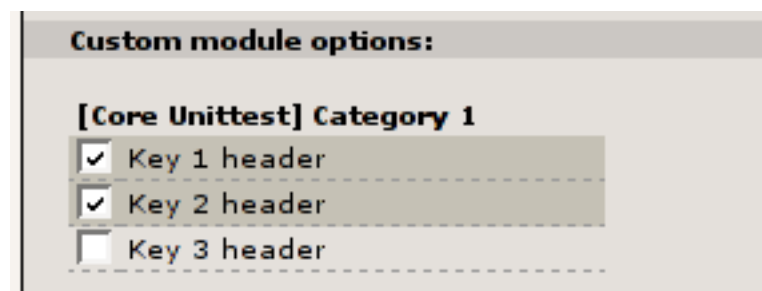 Custom module options:
[Core Unittest] Category 1
Key 1 header
Key 2 header
Key 3 header